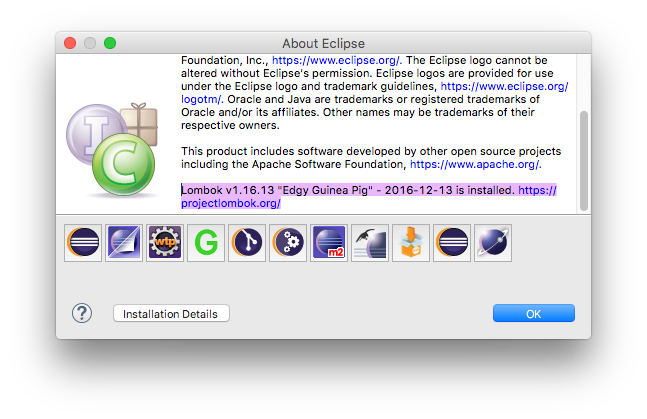 About Eclipse
Foundation, Inc., https://www.eclipse.org/. The Eclipse logo cannot be
altered without Eclipse's permission. Eclipse logos are provided for use
under the Eclipse logo and trademark guidelines, https://www.eclipse.org/
logotm/. Oracle and Java are trademarks or registered trademarks of
Oracle and/or its affiliates. Other names may be trademarks of their
respective owners.
This product includes software developed by other open source projects
including the Apache Software Foundation, https://www.apache.org/.
Lombok v1.16.13 "Edgy Guinea Pig" - 2016-12-13 is installed. https://
projectlombok.org/
I
C
wtp
G
m2
?
Installation Details
OK